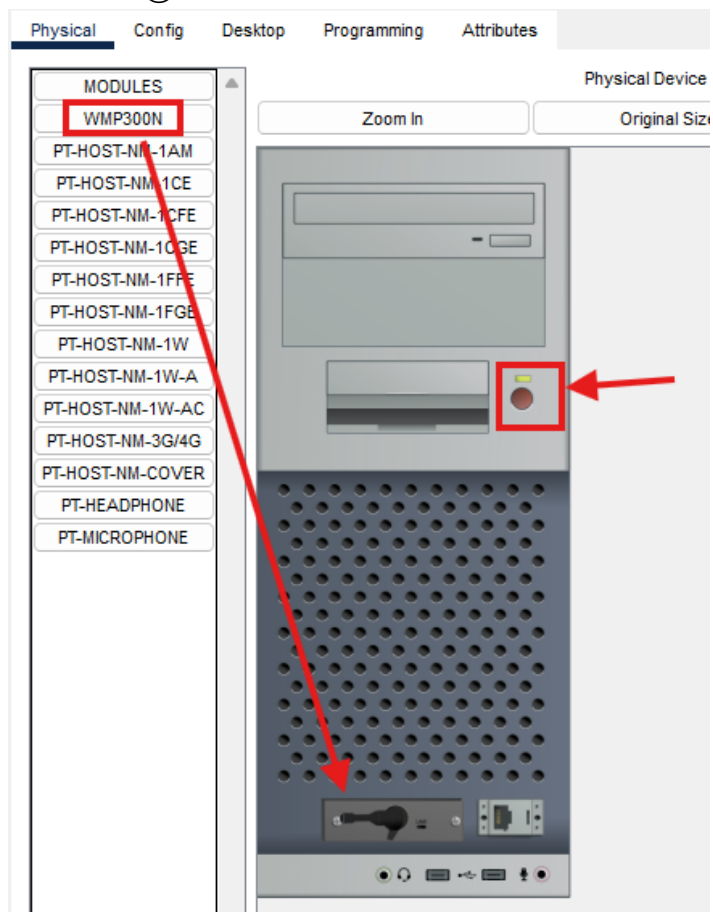 Physical Config Desktop Programming Attributes
MODULES
Physical Device
WMP300N
Zoom In
Original Size
PT-HOST-NM-1AM
PT-HOST-NM-1CE
PT-HOST-NM-1CFE
PT-HOST-NM-1CGE
PT-HOST-NM-1FFE
PT-HOST-NM-1FGE
PT-HOST-NM-1W
PT-HOST-NM-1W-A
PT-HOST-NM-1W-AC
PT-HOST-NM-3G/4G
PT-HOST-NM-COVER
PT-HEADPHONE
PT-MICROPHONE